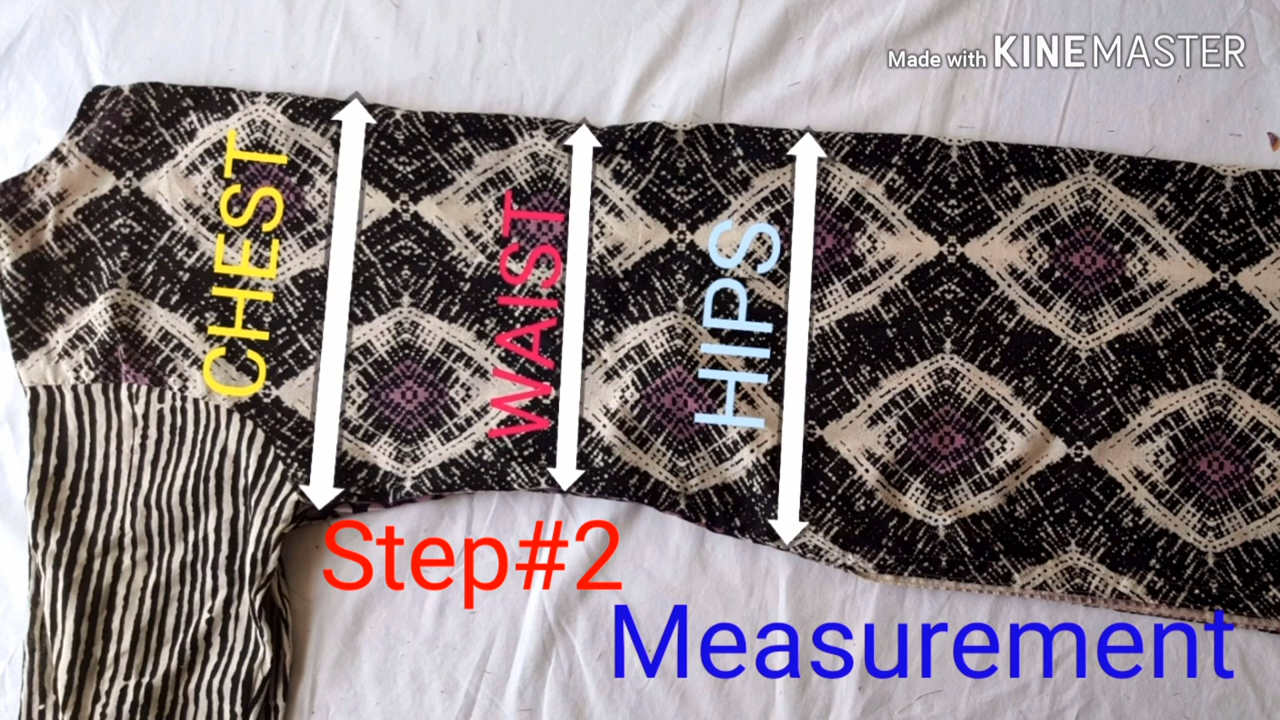 Made with KINEMASTER
CHEST
WAIST
HIPS
Step#2
Measurement